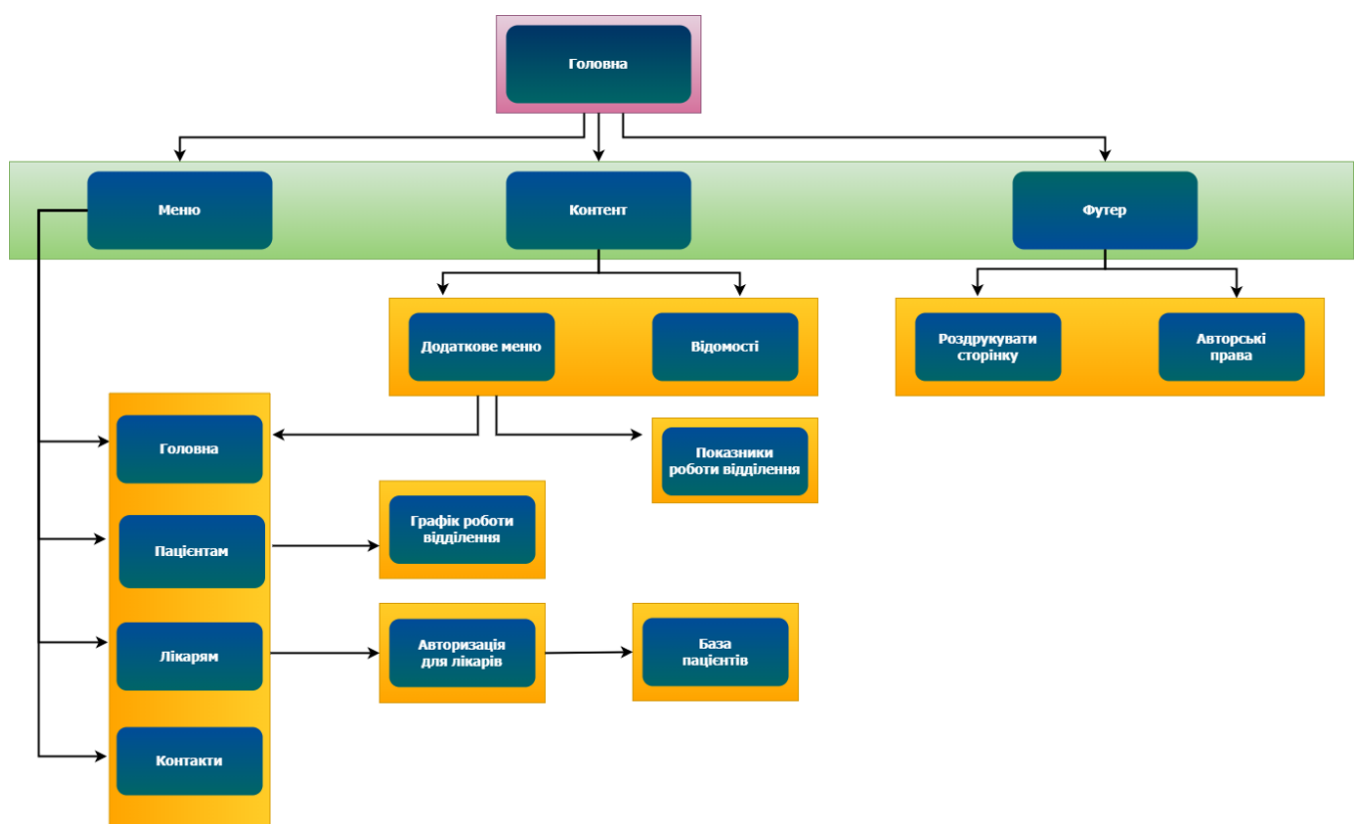 Головна
Меню
Контент
Футер
Додаткове меню
Відомості
Роздрукувати
сторінку
Авторські
права
Головна
Показники
роботи відділення
Пацієнтам
Графік роботи
відділення
Лікарям
Авторизація
для лікарів
База
пацієнтів
Контакти